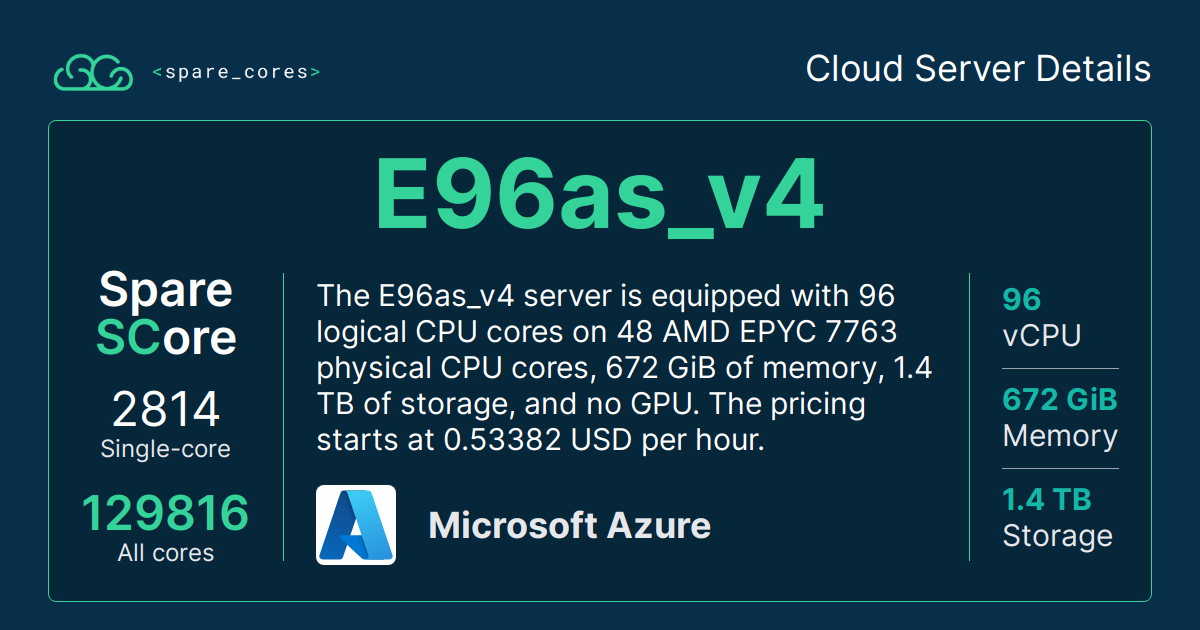 <spare_cores>
Cloud Server Details
E96as_v4
Spare
SCore
2814
Single-core
129816
All cores
The E96as_v4 server is equipped with 96
logical CPU cores on 48 AMD EPYC 7763
physical CPU cores, 672 GiB of memory, 1.4
TB of storage, and no GPU. The pricing
starts at 0.53382 USD per hour.
Microsoft Azure
96
vCPU
672 GiB
Memory
1.4 TB
Storage